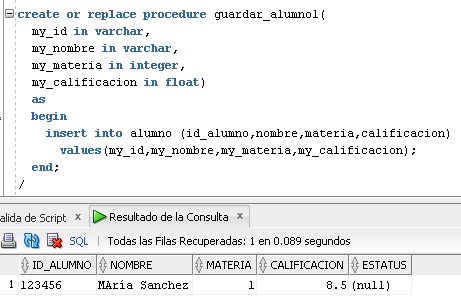 create or replace procedure guardar_alumno1(
my_id in varchar,
my_nombre in varchar,
my_materia in integer,
my_calificacion in float)
as
begin
insert into alumno (id_alumno,nombre,materia,calificacion)
values(my_id,my_nombre,my_materia,my_calificacion);
end;
/
alida de Script x Resultado de la Consulta x
SQL | Todas las Filas Recuperadas: 1 en 0.089 segundos
ID_ALUMNO NOMBRE MATERIA CALIFICACION ESTATUS
1 123456 MAría Sanchez 1 8.5 (null)